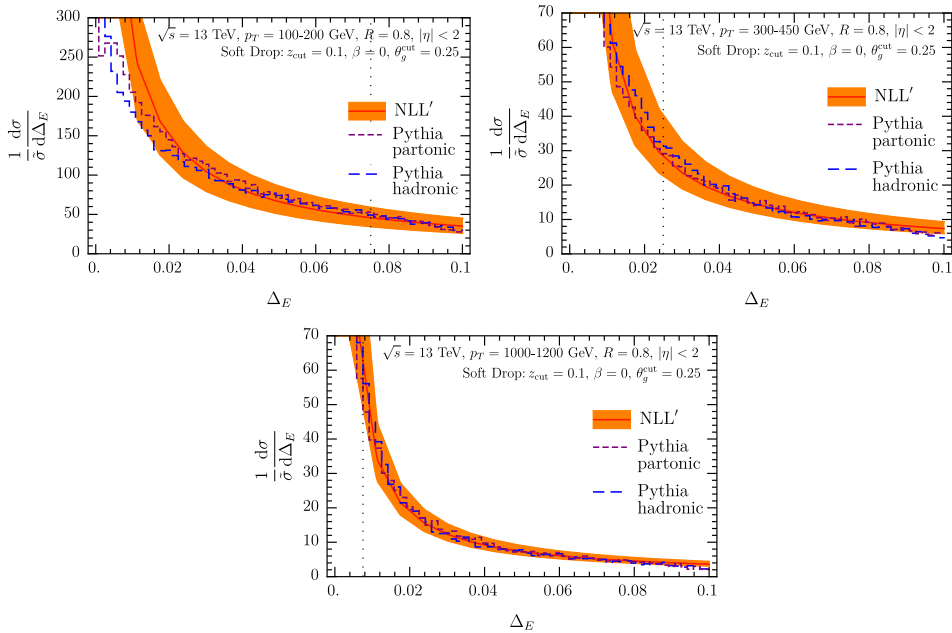 √s = 13 TeV, p_T = 100-200 GeV, R = 0.8, |η| < 2
Soft Drop: z_cut = 0.1, β = 0, θ_g^cut = 0.25
NLL′
Pythia
partonic
Pythia
hadronic
1/σ̃ dσ/dΔ_E
300
250
200
150
100
50
0
0. 0.02 0.04 0.06 0.08 0.1
Δ_E
√s = 13 TeV, p_T = 300-450 GeV, R = 0.8, |η| < 2
Soft Drop: z_cut = 0.1, β = 0, θ_g^cut = 0.25
NLL′
Pythia
partonic
Pythia
hadronic
1/σ̃ dσ/dΔ_E
70
60
50
40
30
20
10
0
0. 0.02 0.04 0.06 0.08 0.1
Δ_E
√s = 13 TeV, p_T = 1000-1200 GeV, R = 0.8, |η| < 2
Soft Drop: z_cut = 0.1, β = 0, θ_g^cut = 0.25
NLL′
Pythia
partonic
Pythia
hadronic
1/σ̃ dσ/dΔ_E
70
60
50
40
30
20
10
0
0. 0.02 0.04 0.06 0.08 0.1
Δ_E